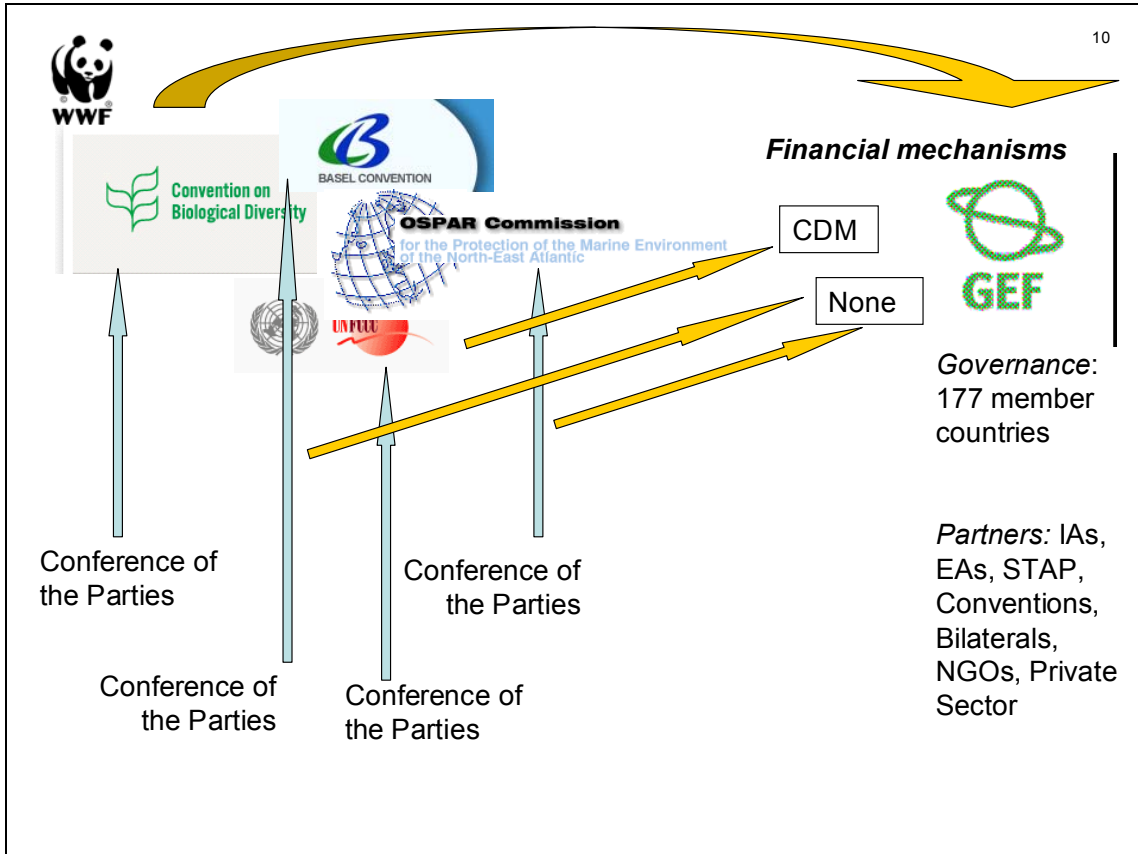 10
WWF
Convention on
Biological Diversity
BASEL CONVENTION
OSPAR Commission
for the Protection of the Marine Environment
of the North-East Atlantic
UNFCCC
Financial mechanisms
CDM
None
GEF
Governance:
177 member
countries
Partners: IAs,
EAs, STAP,
Conventions,
Bilaterals,
NGOs, Private
Sector
Conference of
the Parties
Conference of
the Parties
Conference of
the Parties
Conference of
the Parties